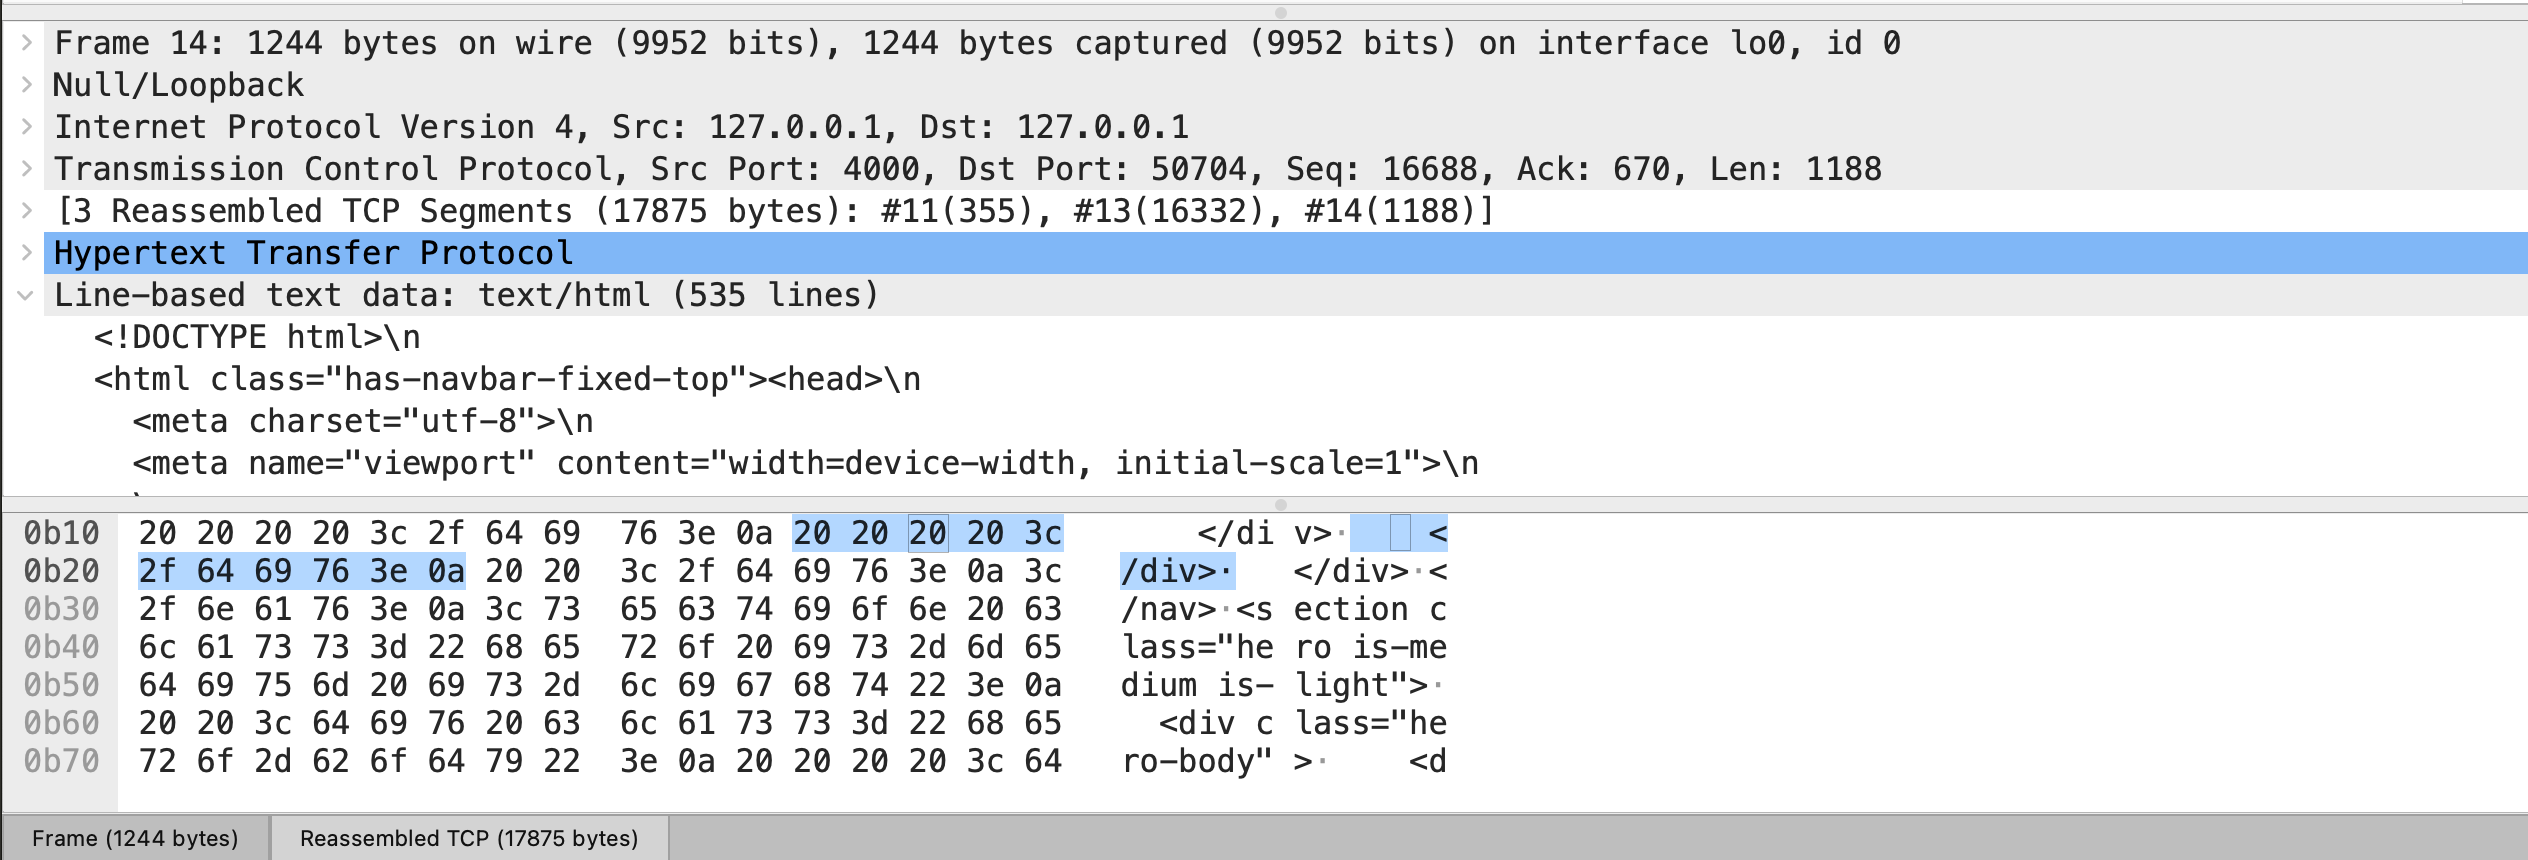 Frame 14: 1244 bytes on wire (9952 bits), 1244 bytes captured (9952 bits) on interface lo0, id 0
Null/Loopback
Internet Protocol Version 4, Src: 127.0.0.1, Dst: 127.0.0.1
Transmission Control Protocol, Src Port: 4000, Dst Port: 50704, Seq: 16688, Ack: 670, Len: 1188
[3 Reassembled TCP Segments (17875 bytes): #11(355), #13(16332), #14(1188)]
Hypertext Transfer Protocol
Line-based text data: text/html (535 lines)
<!DOCTYPE html>\n
<html class="has-navbar-fixed-top"><head>\n
<meta charset="utf-8">\n
<meta name="viewport" content="width=device-width, initial-scale=1">\n
0b10 20 20 20 20 3c 2f 64 69 76 3e 0a 20 20 20 20 3c </di v>· <
0b20 2f 64 69 76 3e 0a 20 20 3c 2f 64 69 76 3e 0a 3c /div>· </div>·<
0b30 2f 6e 61 76 3e 0a 3c 73 65 63 74 69 6f 6e 20 63 /nav>·<s ection c
0b40 6c 61 73 73 3d 22 68 65 72 6f 20 69 73 2d 6d 65 lass="he ro is-me
0b50 64 69 75 6d 20 69 73 2d 6c 69 67 68 74 22 3e 0a dium is- light">·
0b60 20 20 3c 64 69 76 20 63 6c 61 73 73 3d 22 68 65 <div c lass="he
0b70 72 6f 2d 62 6f 64 79 22 3e 0a 20 20 20 20 3c 64 ro-body" >· <d
Frame (1244 bytes) Reassembled TCP (17875 bytes)